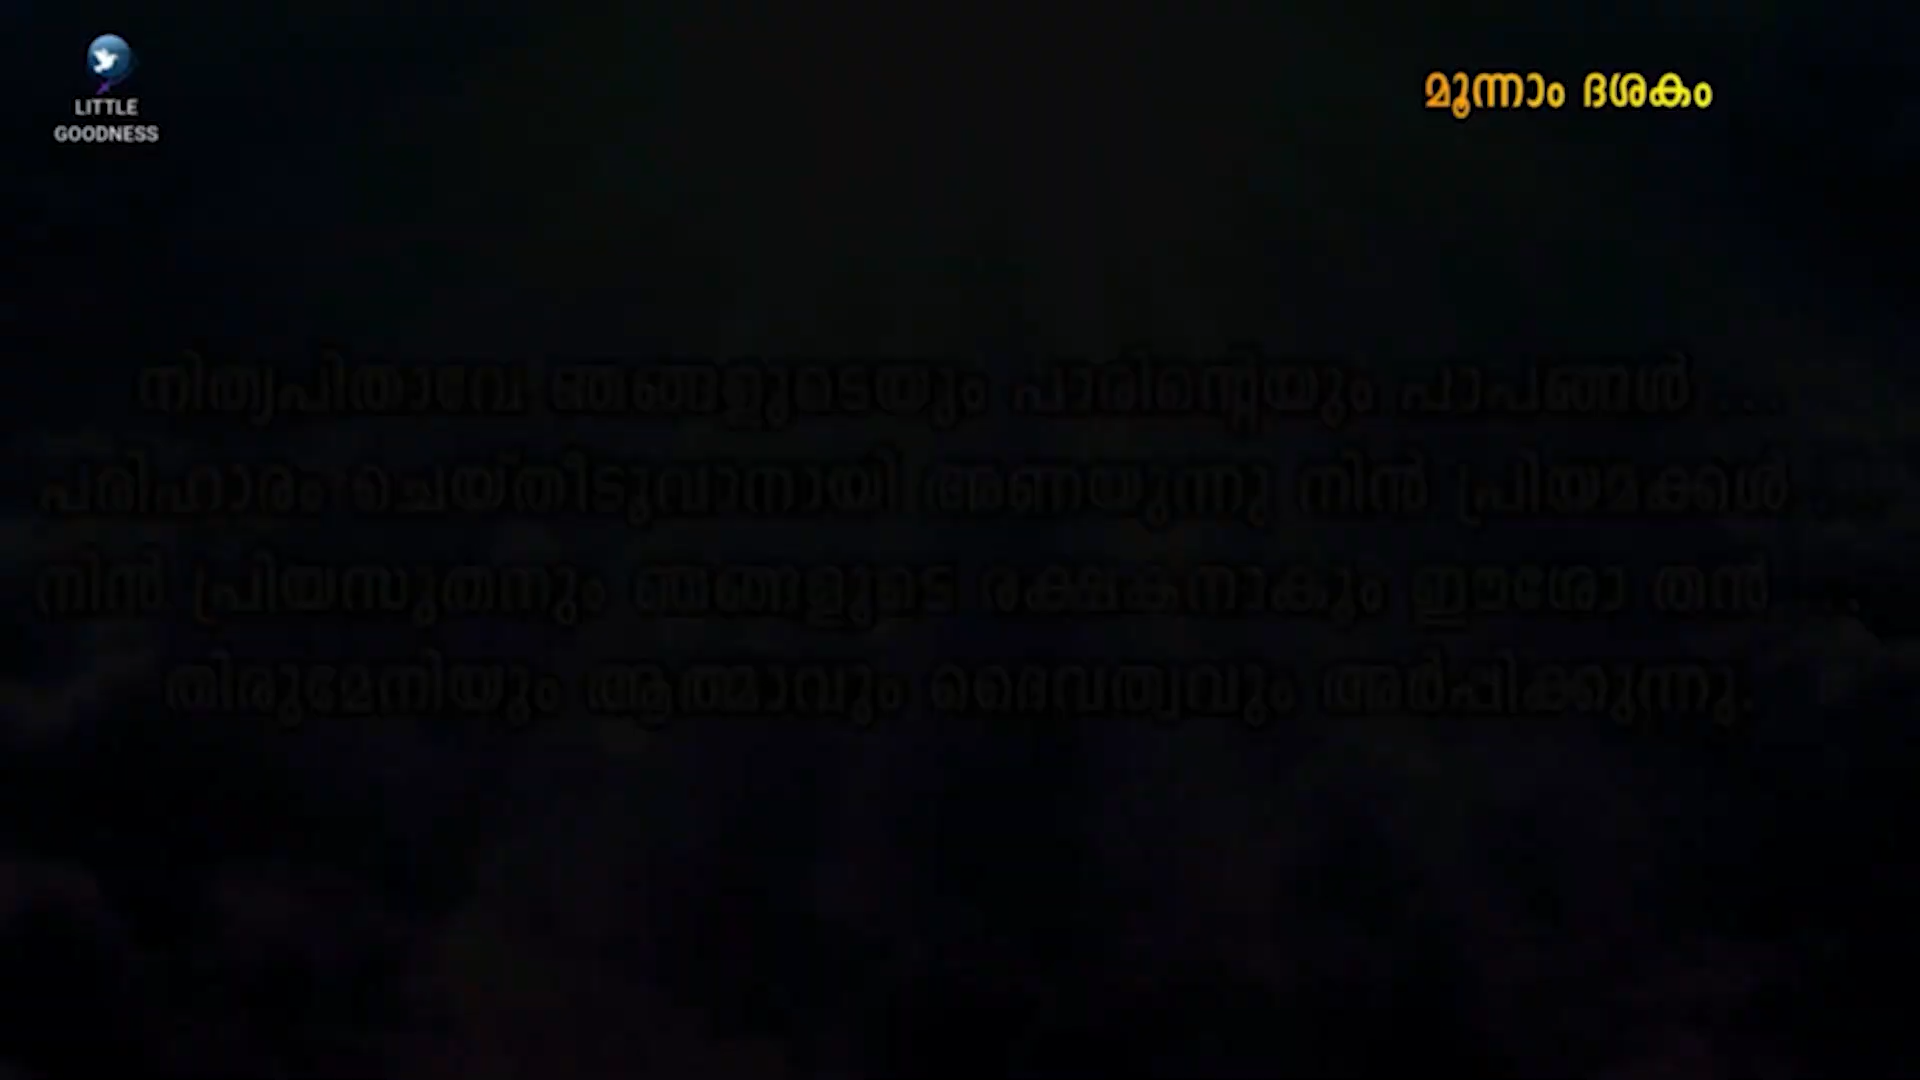 LITTLE
GOODNESS
മൂന്നാം ദശകം
നിത്യപിതാവേ ഞങ്ങളുടെയും പാരിന്റെയും പാപങ്ങൾ ...
പരിഹാരം ചെയ്തിടുവാനായി അണയുന്നു നിൻ പ്രിയമക്കൾ ...
നിൻ പ്രിയസുതനും ഞങ്ങളുടെ രക്ഷകനാകും ഈശോ തൻ ...
തിരുമേനിയും ആത്മാവും ദൈവത്വവും അർപ്പിക്കുന്നു.